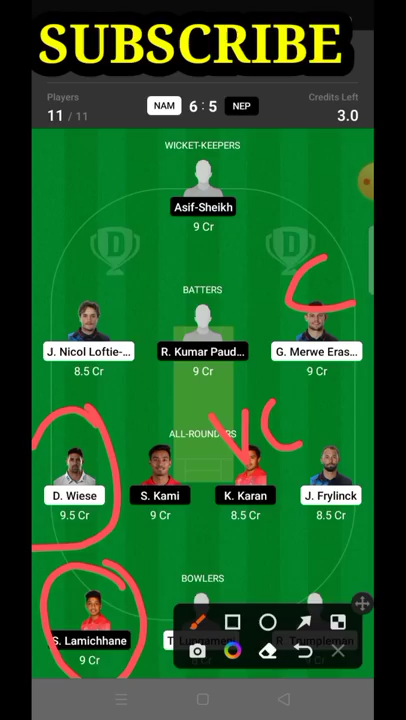 SUBSCRIBE
Players
Credits Left
11 / 11
NAM 6 : 5 NEP
3.0
WICKET-KEEPERS
D
D
Asif-Sheikh
9 Cr
BATTERS
C
J. Nicol Loftie-...
R. Kumar Paud...
G. Merwe Eras...
8.5 Cr
9 Cr
9 Cr
VC
ALL-ROUNDERS
D. Wiese
S. Kami
K. Karan
J. Frylinck
9.5 Cr
9 Cr
8.5 Cr
8.5 Cr
BOWLERS
S. Lamichhane
T. Lungameni
R. Trumpleman
9 Cr